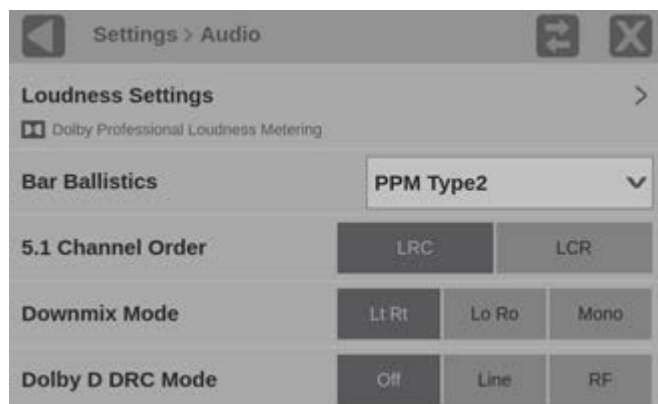 Settings > Audio
Loudness Settings >
Dolby Professional Loudness Metering
Bar Ballistics PPM Type2
5.1 Channel Order LRC LCR
Downmix Mode Lt Rt Lo Ro Mono
Dolby D DRC Mode Off Line RF